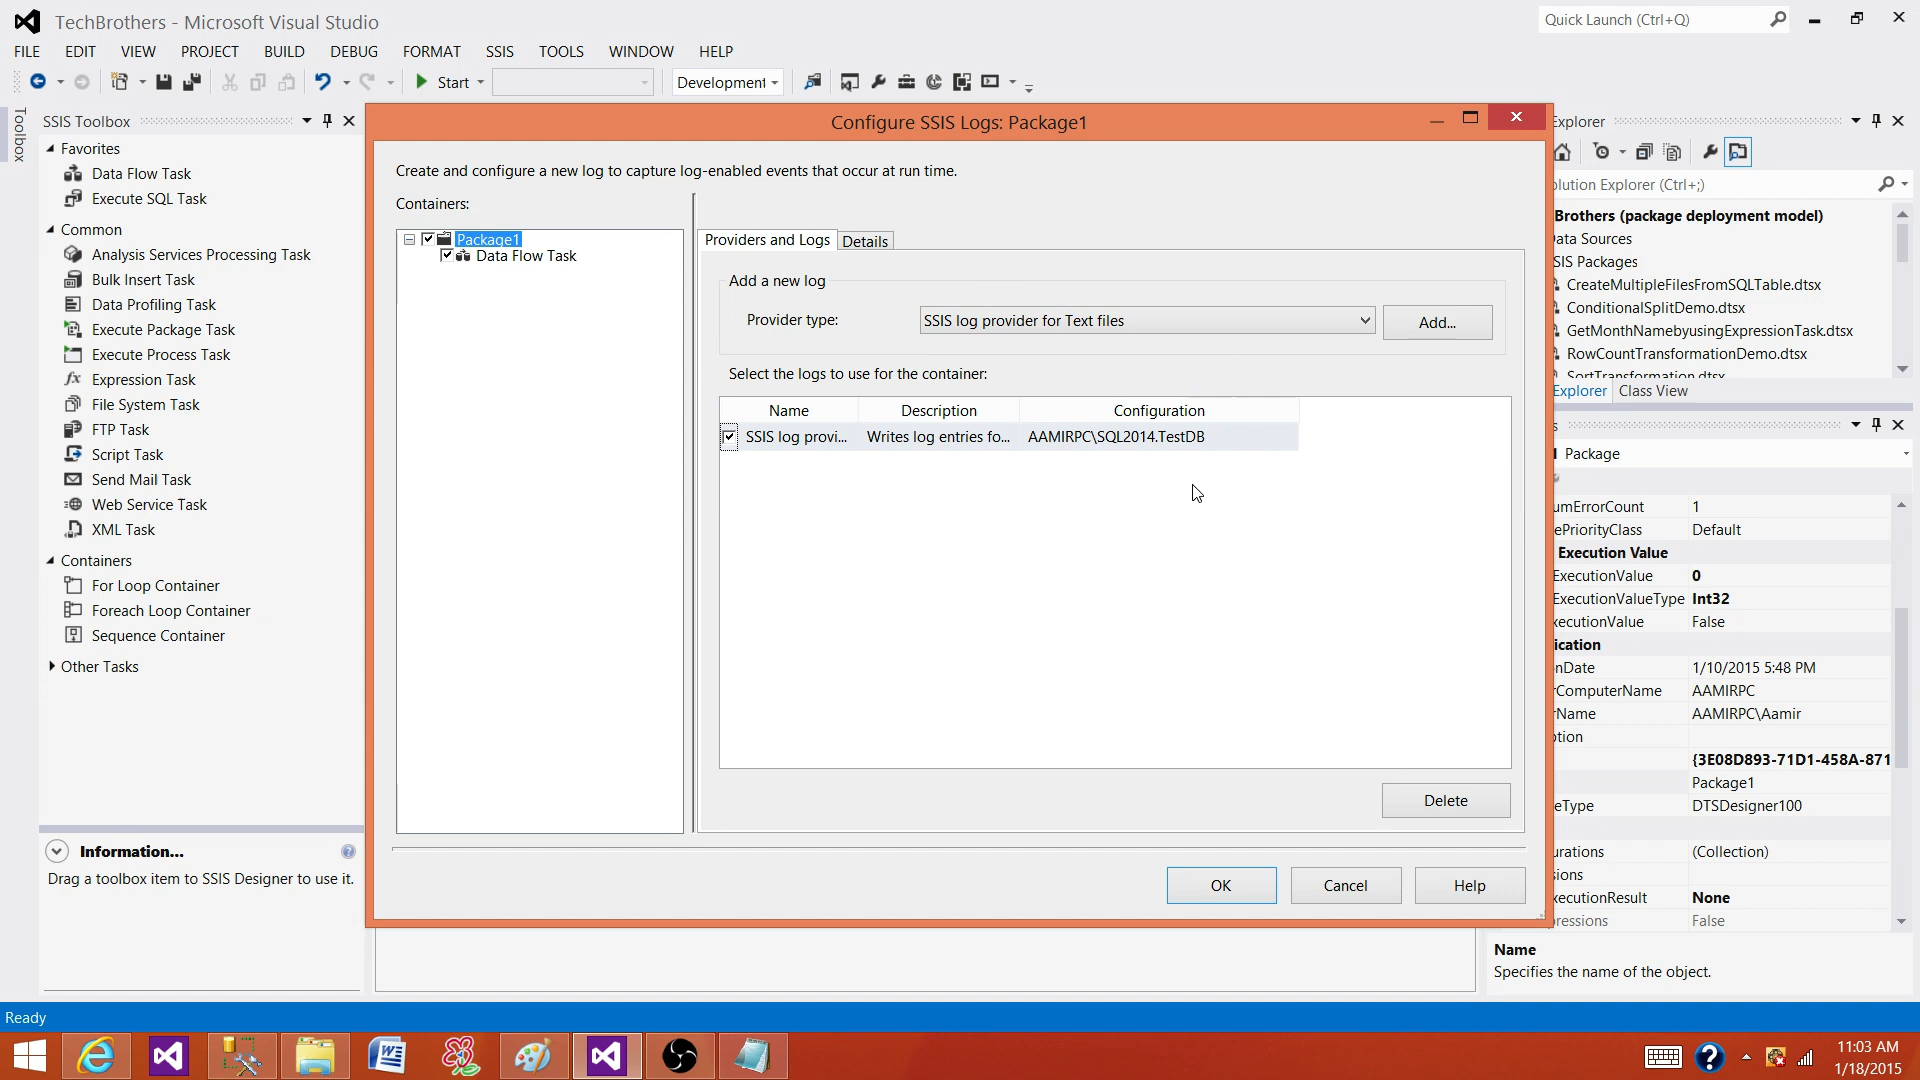 TechBrothers - Microsoft Visual Studio
Quick Launch (Ctrl+Q)
FILE EDIT VIEW PROJECT BUILD DEBUG FORMAT SSIS TOOLS WINDOW HELP
Start Development
Toolbox
SSIS Toolbox
Favorites
Data Flow Task
Execute SQL Task
Common
Analysis Services Processing Task
Bulk Insert Task
Data Profiling Task
Execute Package Task
Execute Process Task
Expression Task
File System Task
FTP Task
Script Task
Send Mail Task
Web Service Task
XML Task
Containers
For Loop Container
Foreach Loop Container
Sequence Container
Other Tasks
Information...
Drag a toolbox item to SSIS Designer to use it.
Configure SSIS Logs: Package1
Create and configure a new log to capture log-enabled events that occur at run time.
Containers:
Package1
Data Flow Task
Providers and Logs Details
Add a new log
Provider type: SSIS log provider for Text files Add...
Select the logs to use for the container:
Name Description Configuration
SSIS log provi... Writes log entries fo... AAMIRPC\SQL2014.TestDB
Delete
OK Cancel Help
Explorer
olution Explorer (Ctrl+;)
Brothers (package deployment model)
ata Sources
SIS Packages
CreateMultipleFilesFromSQLTable.dtsx
ConditionalSplitDemo.dtsx
GetMonthNamebyusingExpressionTask.dtsx
RowCountTransformationDemo.dtsx
SortTransformation.dtsx
Explorer Class View
Package
umErrorCount 1
ePriorityClass Default
Execution Value
ExecutionValue 0
ExecutionValueType Int32
xecutionValue False
ication
nDate 1/10/2015 5:48 PM
rComputerName AAMIRPC
rName AAMIRPC\Aamir
ption
{3E08D893-71D1-458A-871
Package1
eType DTSDesigner100
urations (Collection)
sions
xecutionResult None
ressions False
Name
Specifies the name of the object.
Ready
11:03 AM
1/18/2015